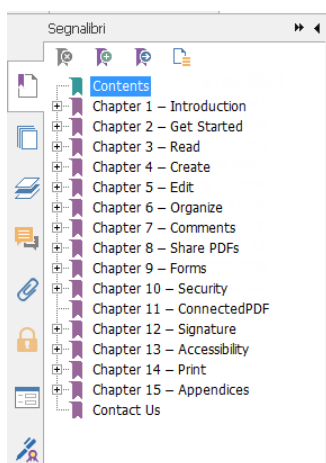 Segnalibri
Contents
Chapter 1 – Introduction
Chapter 2 – Get Started
Chapter 3 – Read
Chapter 4 – Create
Chapter 5 – Edit
Chapter 6 – Organize
Chapter 7 – Comments
Chapter 8 – Share PDFs
Chapter 9 – Forms
Chapter 10 – Security
Chapter 11 – ConnectedPDF
Chapter 12 – Signature
Chapter 13 – Accessibility
Chapter 14 – Print
Chapter 15 – Appendices
Contact Us